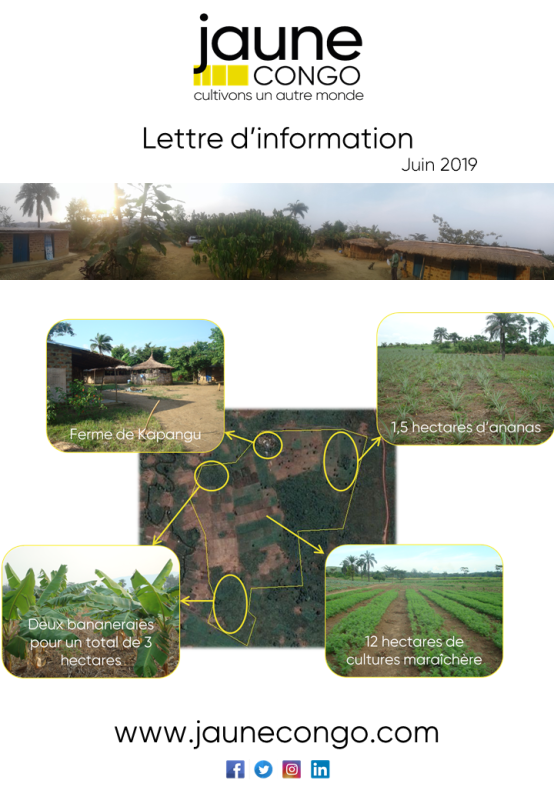 jaune
CONGO
cultivons un autre monde
Lettre d'information
Juin 2019
Ferme de Kapangu
1,5 hectares d'ananas
Deux bananeraies
pour un total de 3
hectares
12 hectares de
cultures maraîchère
www.jaunecongo.com